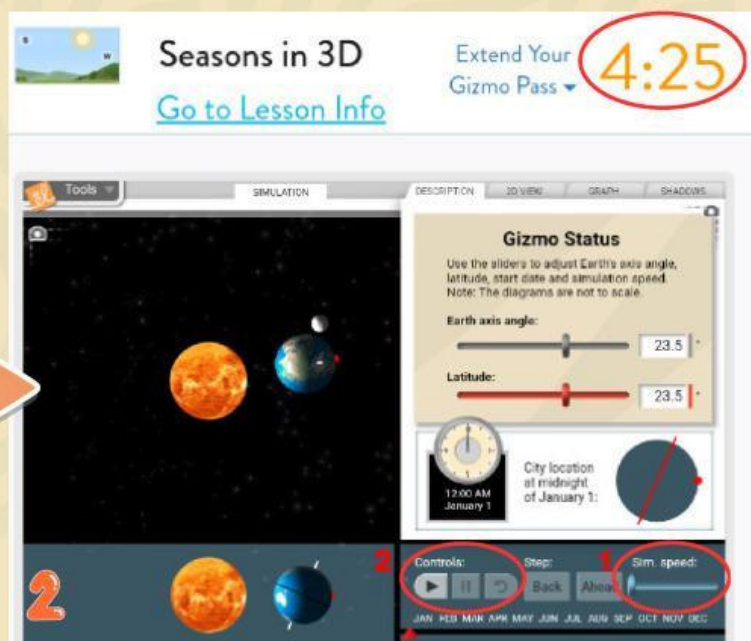 S
W
Seasons in 3D
Go to Lesson Info
Extend Your
Gizmo Pass
4:25
Tools
SIMULATION
DESCRIPTION
2D VIEW
GRAPH
SHADOWS
Gizmo Status
Use the sliders to adjust Earth's axis angle,
latitude, start date and simulation speed.
Note: The diagrams are not to scale.
Earth axis angle:
23.5 °
Latitude:
23.5 °
12:00 AM
January 1
City location
at midnight
of January 1:
2
2
Controls:
Step:
1
Sim. speed:
Back
Ahead
JAN FEB MAR APR MAY JUN JUL AUG SEP OCT NOV DEC